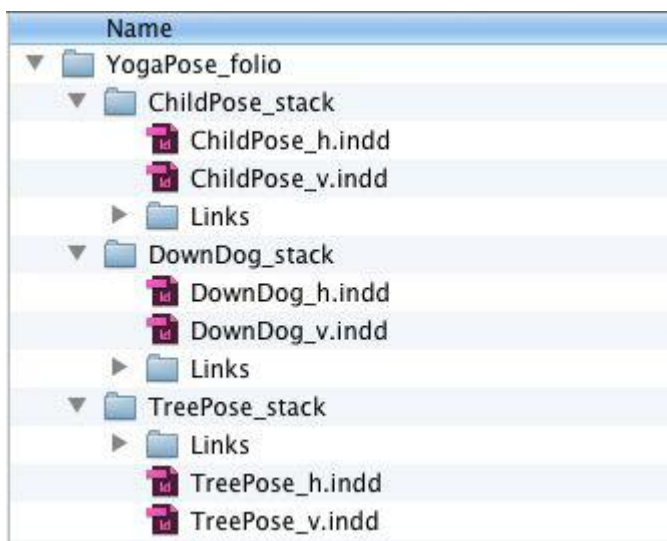 Name
YogaPose_folio
ChildPose_stack
ChildPose_h.indd
ChildPose_v.indd
Links
DownDog_stack
DownDog_h.indd
DownDog_v.indd
Links
TreePose_stack
Links
TreePose_h.indd
TreePose_v.indd